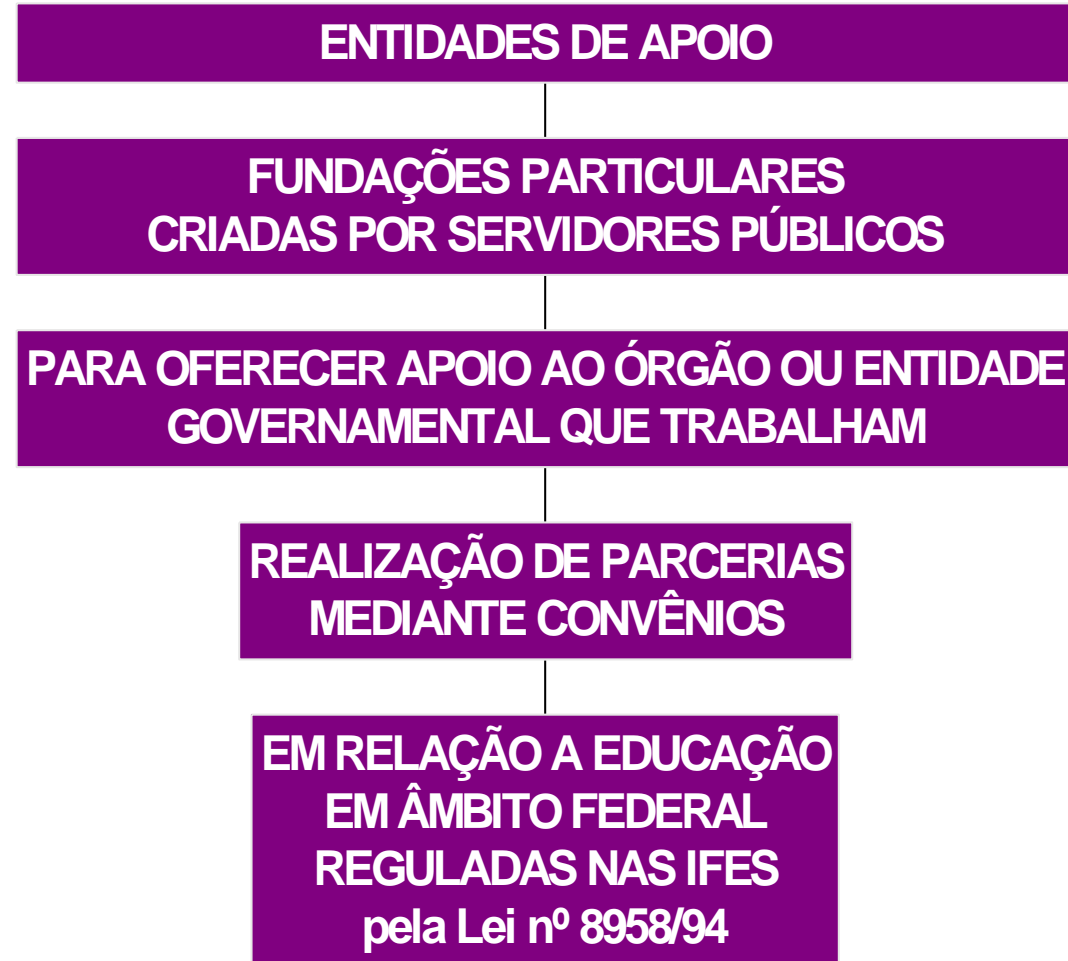 ENTIDADES DE APOIO
FUNDAÇÕES PARTICULARES
CRIADAS POR SERVIDORES PÚBLICOS
PARA OFERECER APOIO AO ÓRGÃO OU ENTIDADE
GOVERNAMENTAL QUE TRABALHAM
REALIZAÇÃO DE PARCERIAS
MEDIANTE CONVÊNIOS
EM RELAÇÃO A EDUCAÇÃO
EM ÂMBITO FEDERAL
REGULADAS NAS IFES
pela Lei nº 8958/94